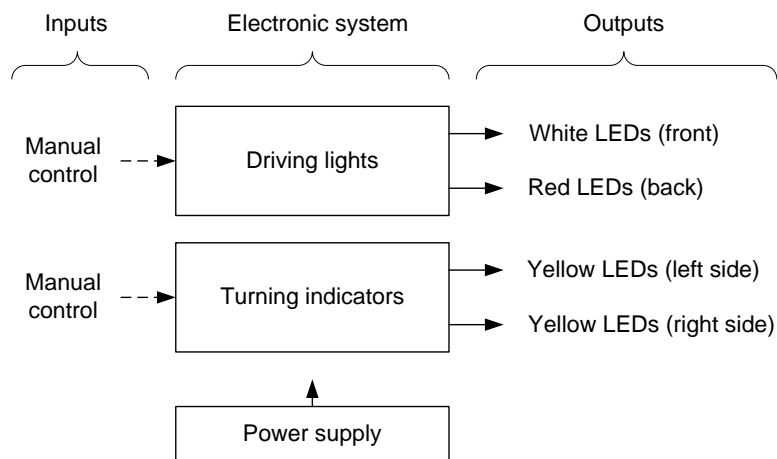 Inputs
Electronic system
Outputs
Manual
control
Driving lights
White LEDs (front)
Red LEDs (back)
Manual
control
Turning indicators
Yellow LEDs (left side)
Yellow LEDs (right side)
Power supply